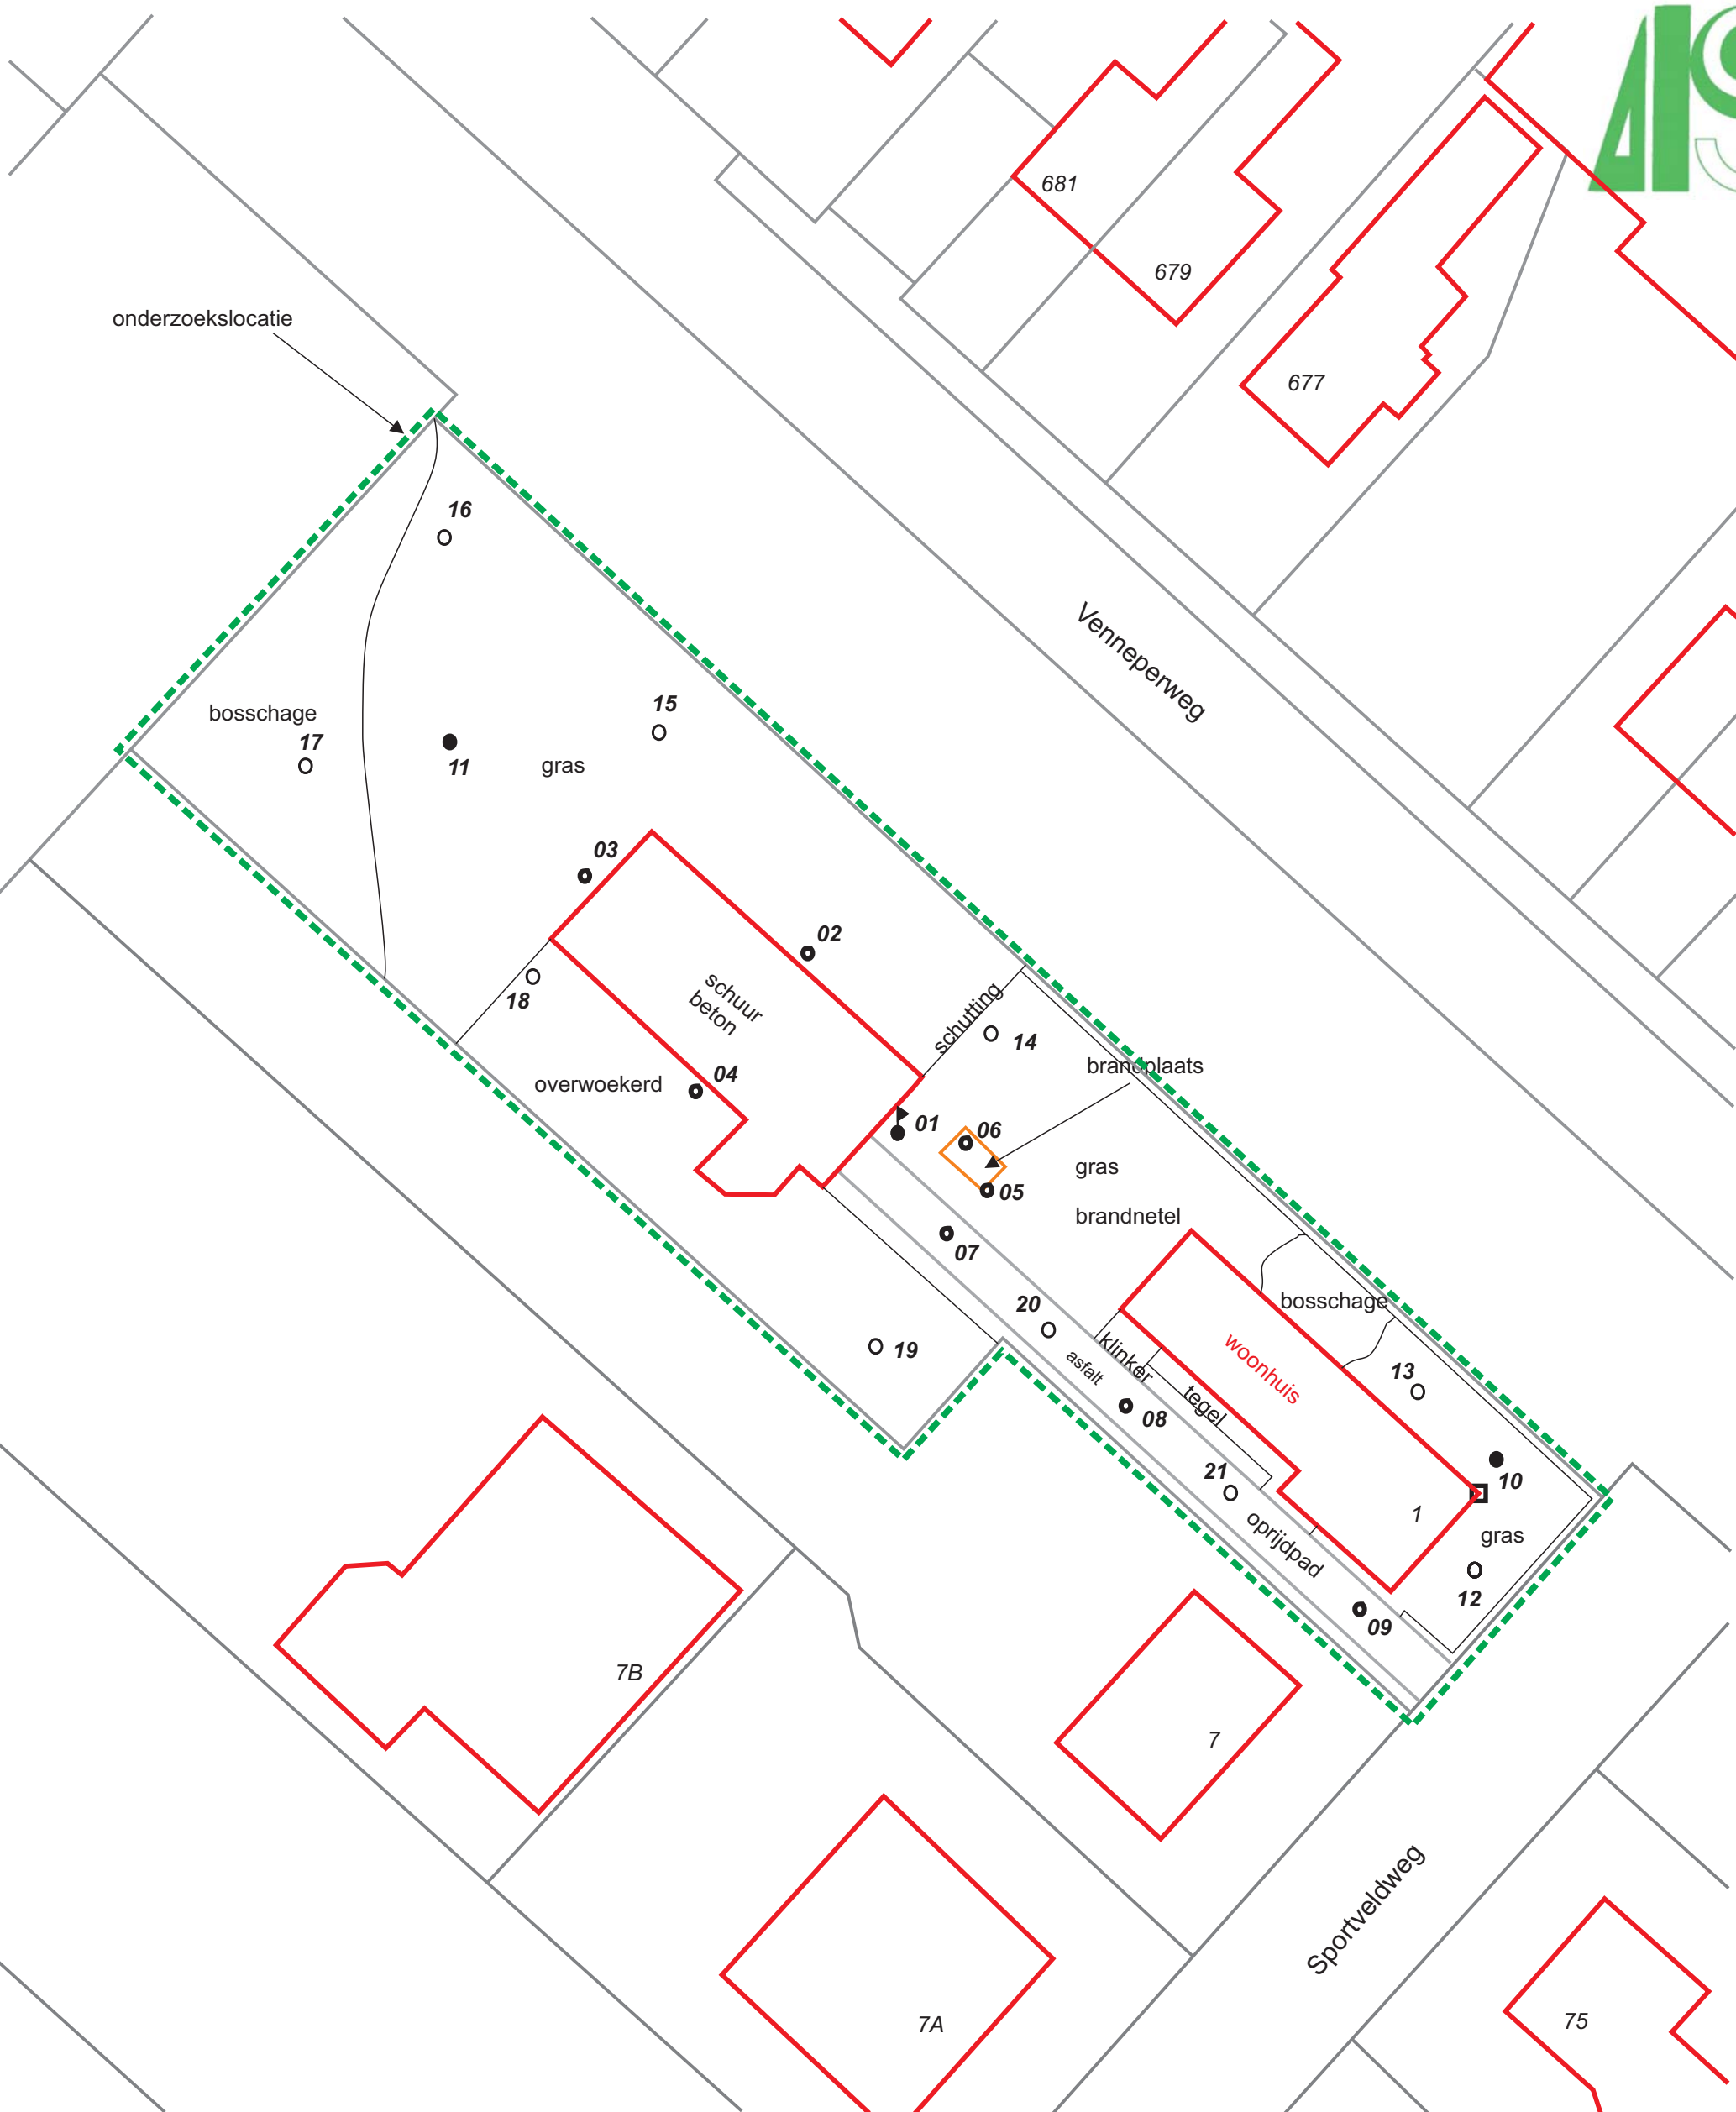 681
679
677
onderzoekslocatie
16
Venneperweg
15
bosschage
17
11
gras
03
02
schuur
beton
18
schutting
14
brandplaats
overwoekerd
04
01
06
05
gras
brandnetel
07
20
bosschage
klinker
asfalt
woonhuis
19
13
tegel
08
21
10
1
oprijdpad
gras
12
09
7B
7
Sportveldweg
7A
75